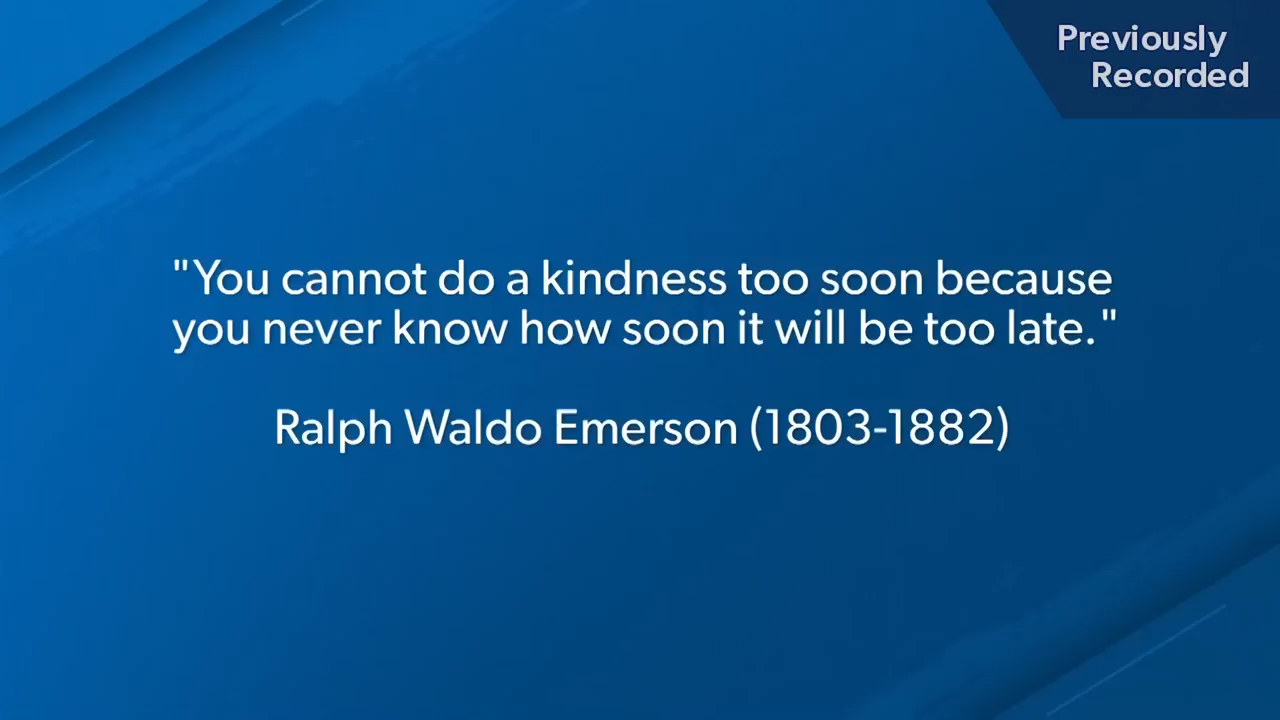 Previously
Recorded
"You cannot do a kindness too soon because
you never know how soon it will be too late."
Ralph Waldo Emerson (1803-1882)